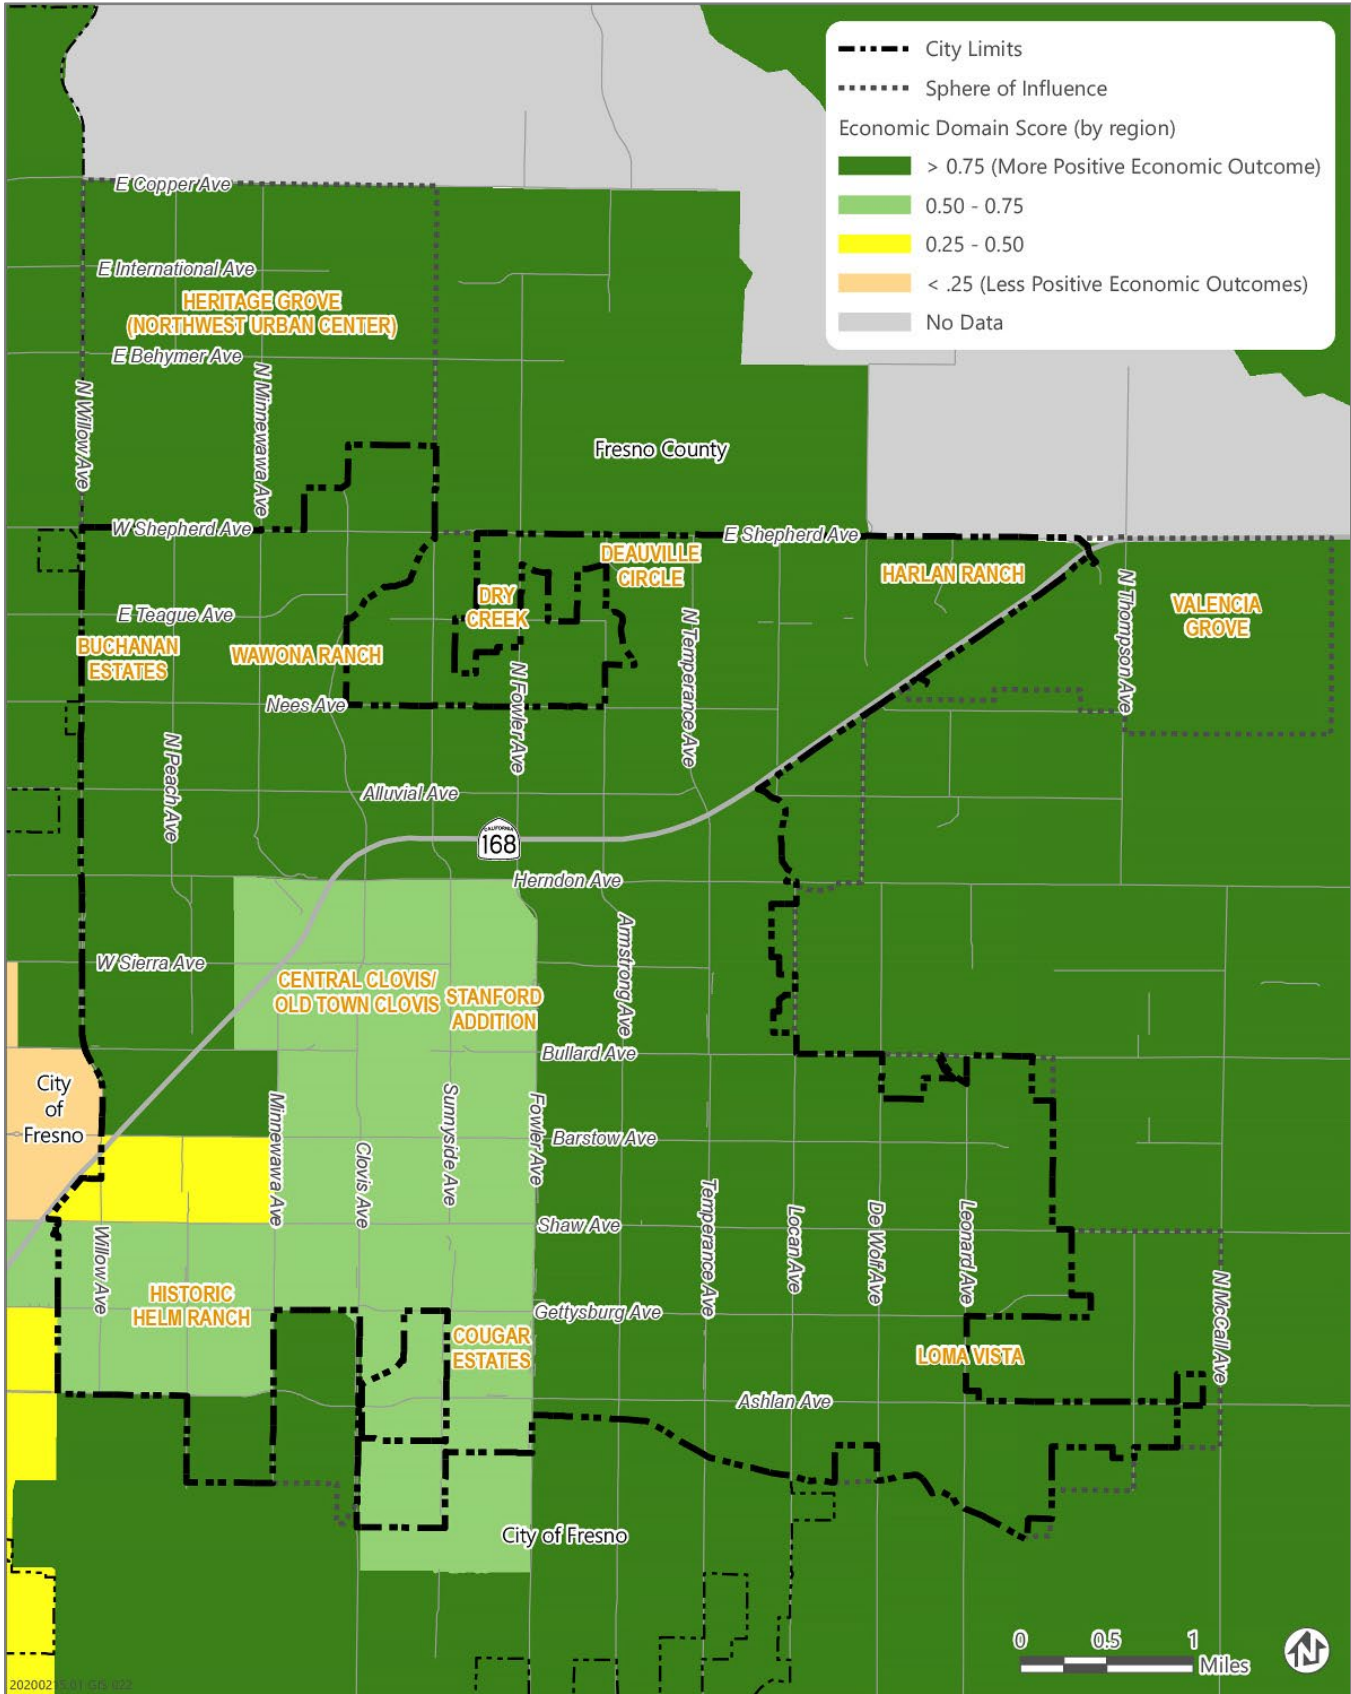 City Limits
Sphere of Influence
Economic Domain Score (by region)
> 0.75 (More Positive Economic Outcome)
0.50 - 0.75
0.25 - 0.50
< .25 (Less Positive Economic Outcomes)
No Data
E Copper Ave
E International Ave
HERITAGE GROVE
(NORTHWEST URBAN CENTER)
E Behymer Ave
N Willow Ave
N Minnewawa Ave
Fresno County
W Shepherd Ave
E Shepherd Ave
DEAUVILLE
CIRCLE
HARLAN RANCH
N Thompson Ave
VALENCIA
GROVE
DRY
CREEK
E Teague Ave
BUCHANAN
ESTATES
WAWONA RANCH
N Temperance Ave
N Fowler Ave
Nees Ave
N Peach Ave
Alluvial Ave
CALIFORNIA
168
Herndon Ave
Armstrong Ave
W Sierra Ave
CENTRAL CLOVIS/
OLD TOWN CLOVIS
STANFORD
ADDITION
Bullard Ave
City
of
Fresno
Minnewawa Ave
Clovis Ave
Sunnyside Ave
Fowler Ave
Barstow Ave
Temperance Ave
Locan Ave
De Wolf Ave
Leonard Ave
Shaw Ave
Willow Ave
HISTORIC
HELM RANCH
Gettysburg Ave
COUGAR
ESTATES
LOMA VISTA
N McCall Ave
Ashlan Ave
City of Fresno
0 0.5 1
Miles
N
20200215.01 GIS 022